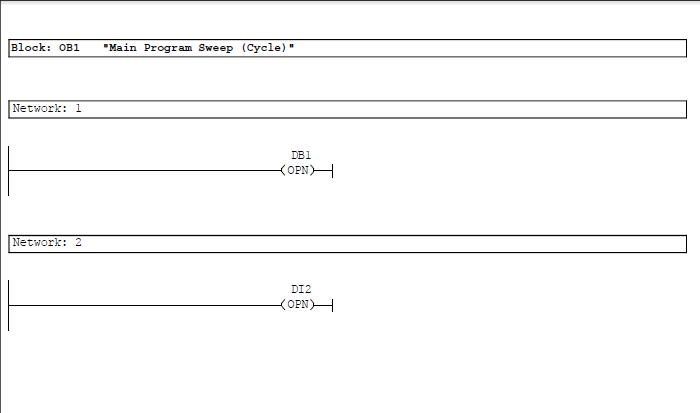 Block: OB1   "Main Program Sweep (Cycle)"
Network: 1
DB1
(OPN)
Network: 2
DI2
(OPN)